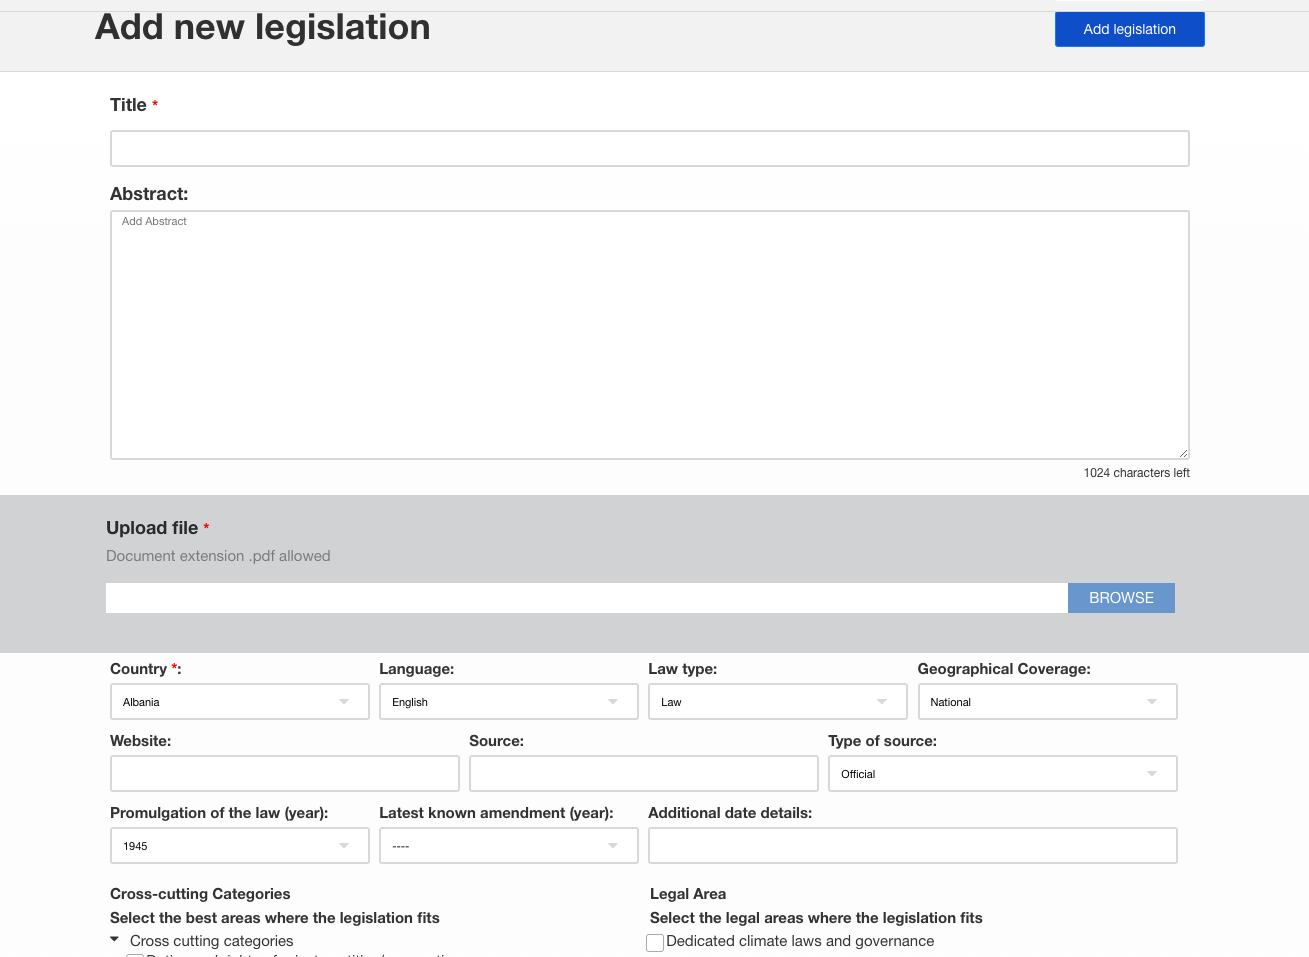 Add new legislation
Add legislation
Title *
Abstract:
Add Abstract
1024 characters left
Upload file *
Document extension .pdf allowed
BROWSE
Country *: Language: Law type: Geographical Coverage:
Albania English Law National
Website: Source: Type of source:
Official
Promulgation of the law (year): Latest known amendment (year): Additional date details:
1945 ----
Cross-cutting Categories
Select the best areas where the legislation fits
Cross cutting categories
Legal Area
Select the legal areas where the legislation fits
Dedicated climate laws and governance